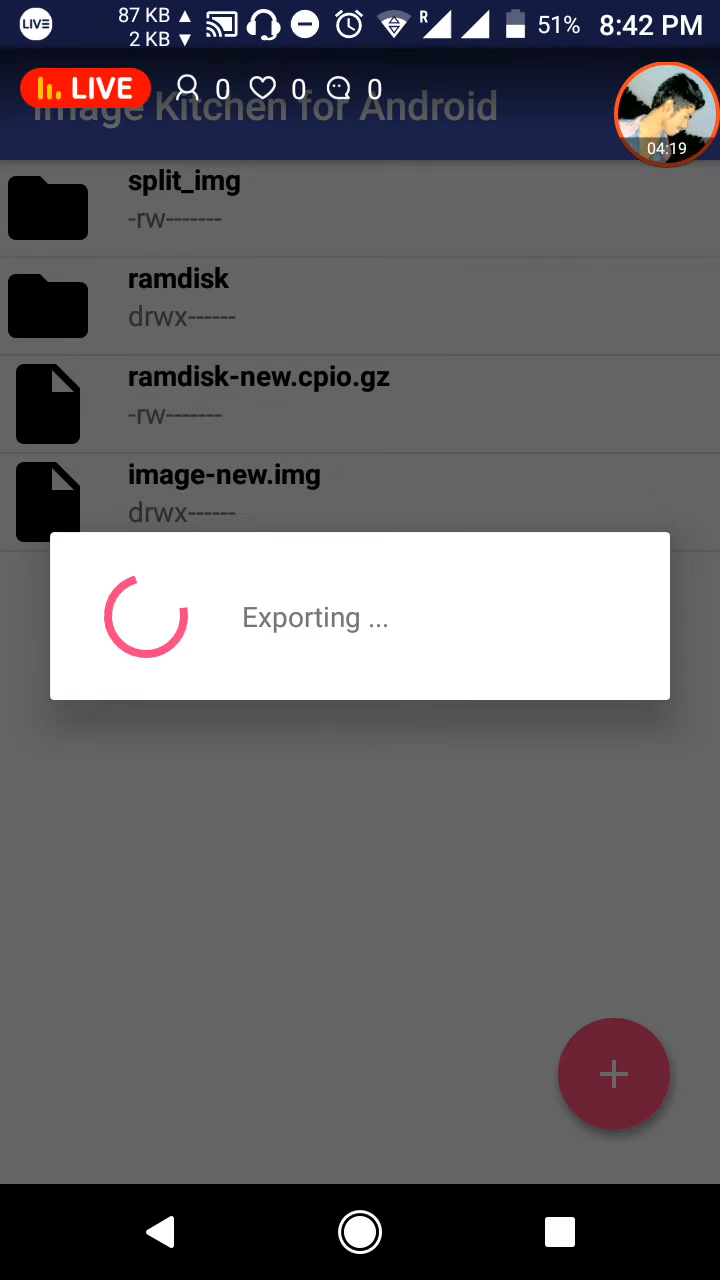 LIVE 87 KB ▲ R 51% 8:42 PM
2 KB ▼
LIVE 0 0 0
Image Kitchen for Android
04:19
split_img
-rw-------
ramdisk
drwx------
ramdisk-new.cpio.gz
-rw-------
image-new.img
drwx------
Exporting ...